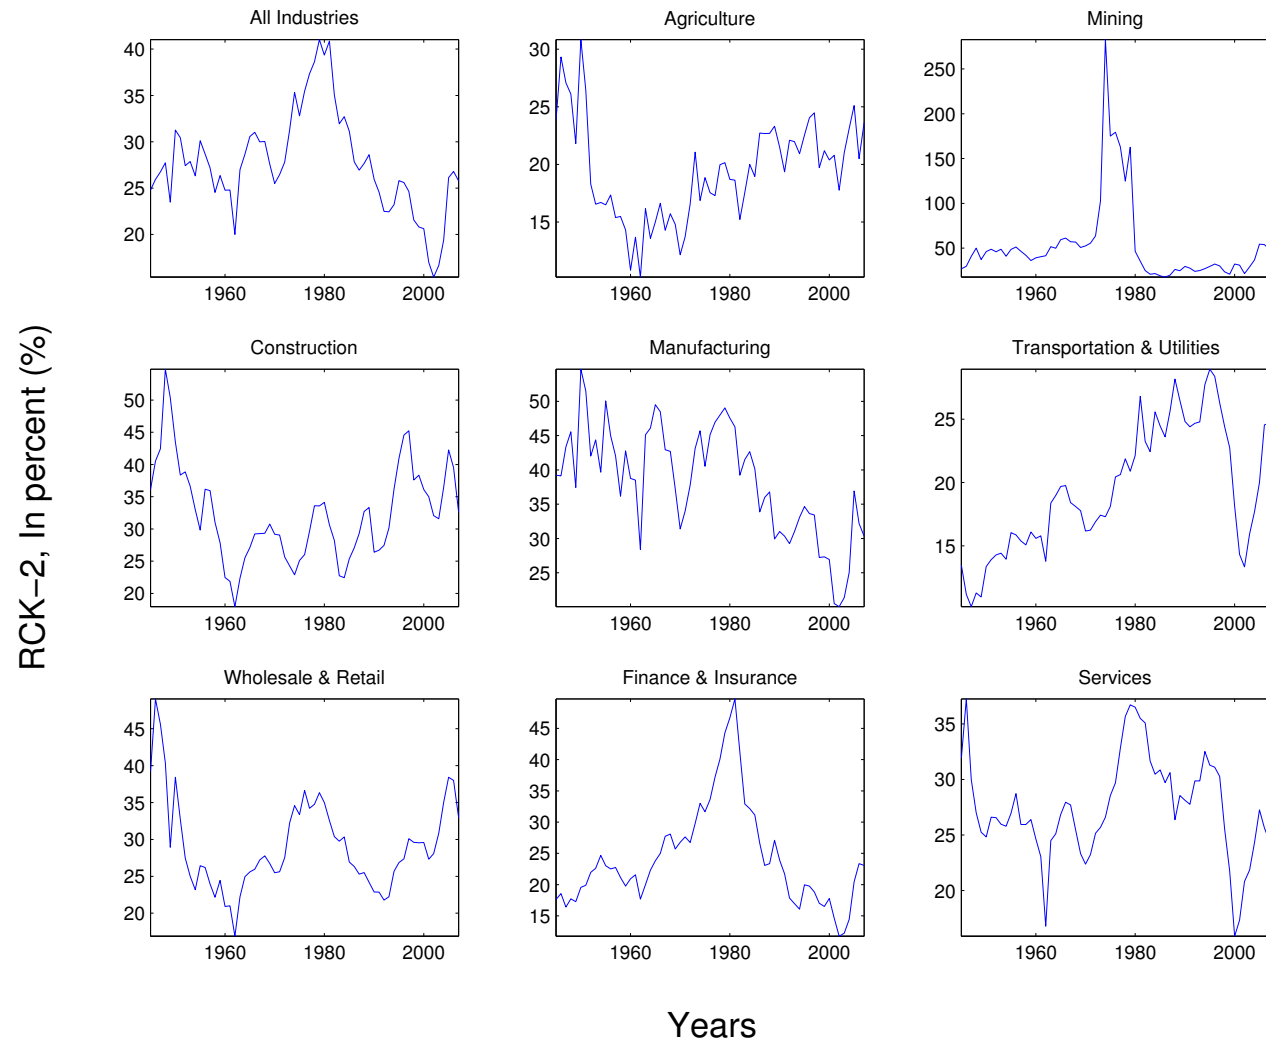 All Industries
Agriculture
Mining
40
35
30
25
20
1960 1980 2000
30
25
20
15
1960 1980 2000
250
200
150
100
50
1960 1980 2000
Construction
Manufacturing
Transportation & Utilities
50
45
40
35
30
25
20
1960 1980 2000
50
45
40
35
30
25
1960 1980 2000
25
20
15
1960 1980 2000
Wholesale & Retail
Finance & Insurance
Services
45
40
35
30
25
20
1960 1980 2000
45
40
35
30
25
20
15
1960 1980 2000
35
30
25
20
1960 1980 2000
RCK−2, In percent (%)
Years